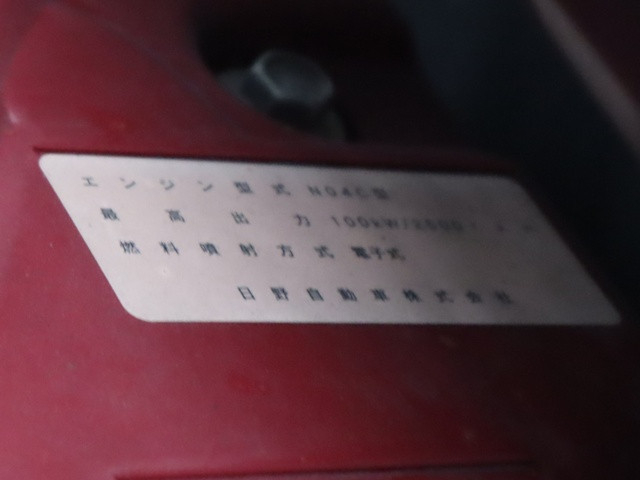 エンジン型式 N04C型
最高出力 100kW/
燃料噴射方式 電子式
日野自動車株式会社